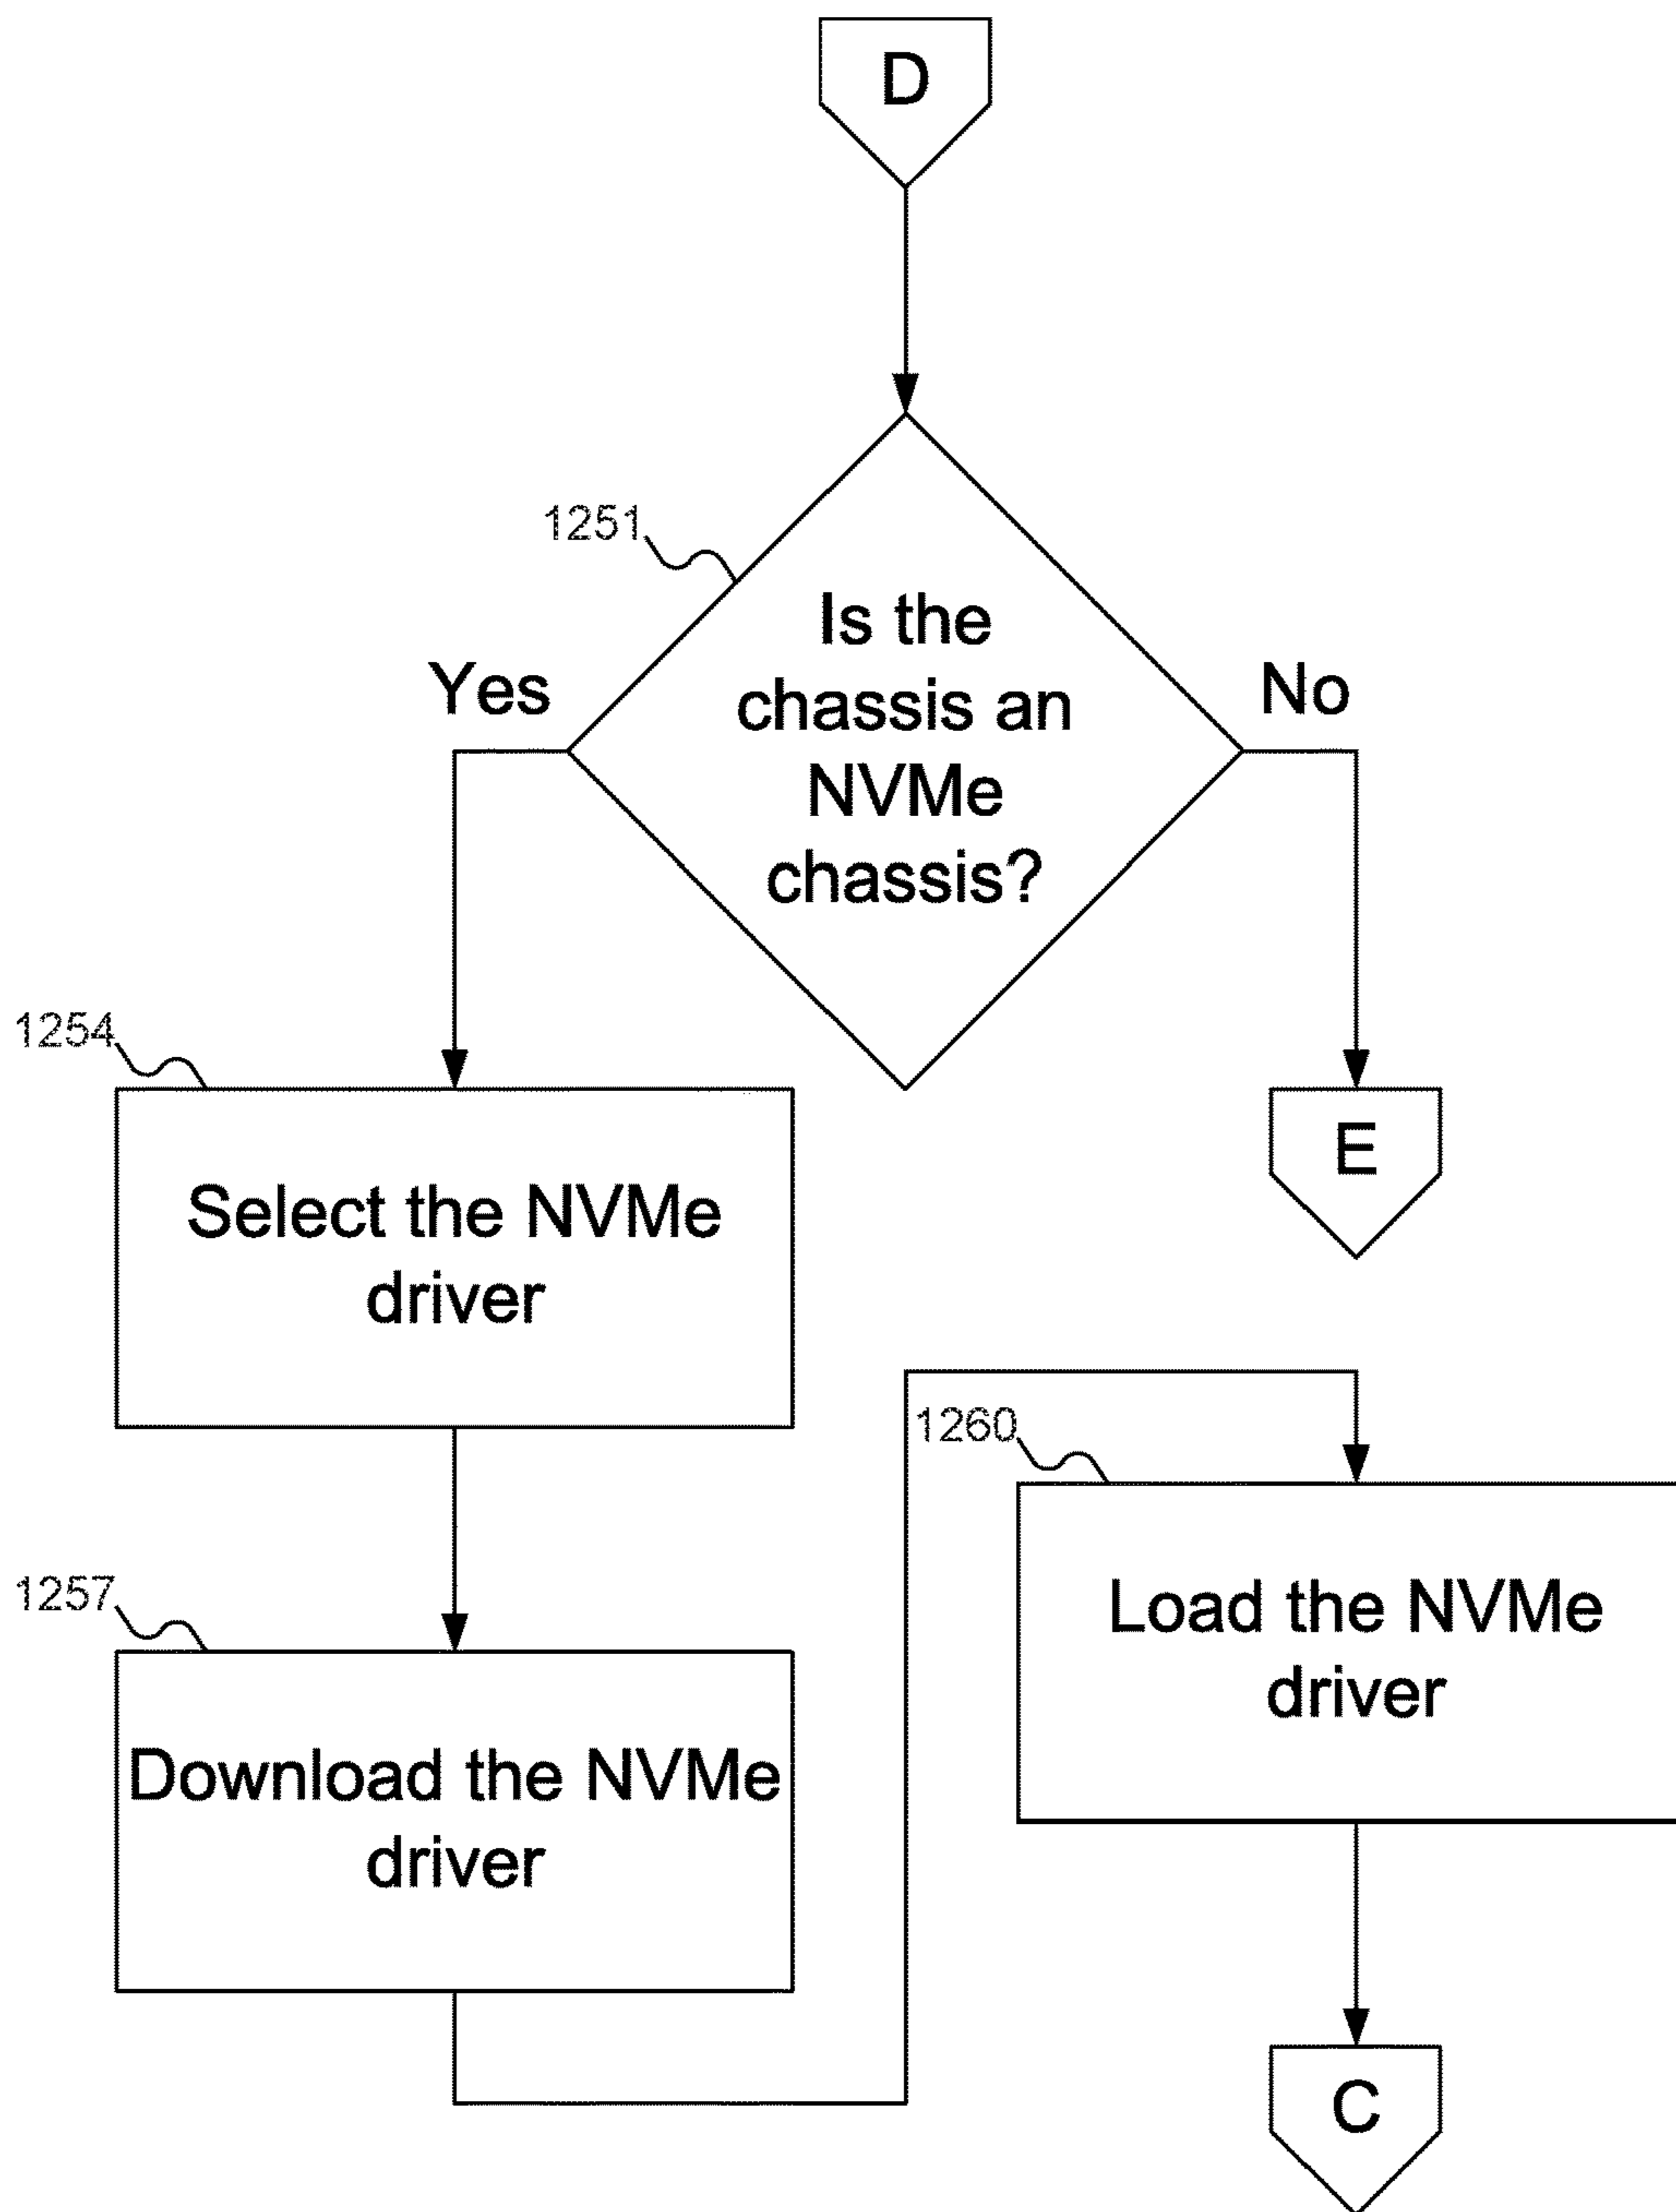 D
1251
Is the
chassis an
NVMe
chassis?
Yes
No
1254
Select the NVMe
driver
E
1257
Download the NVMe
driver
1260
Load the NVMe
driver
C